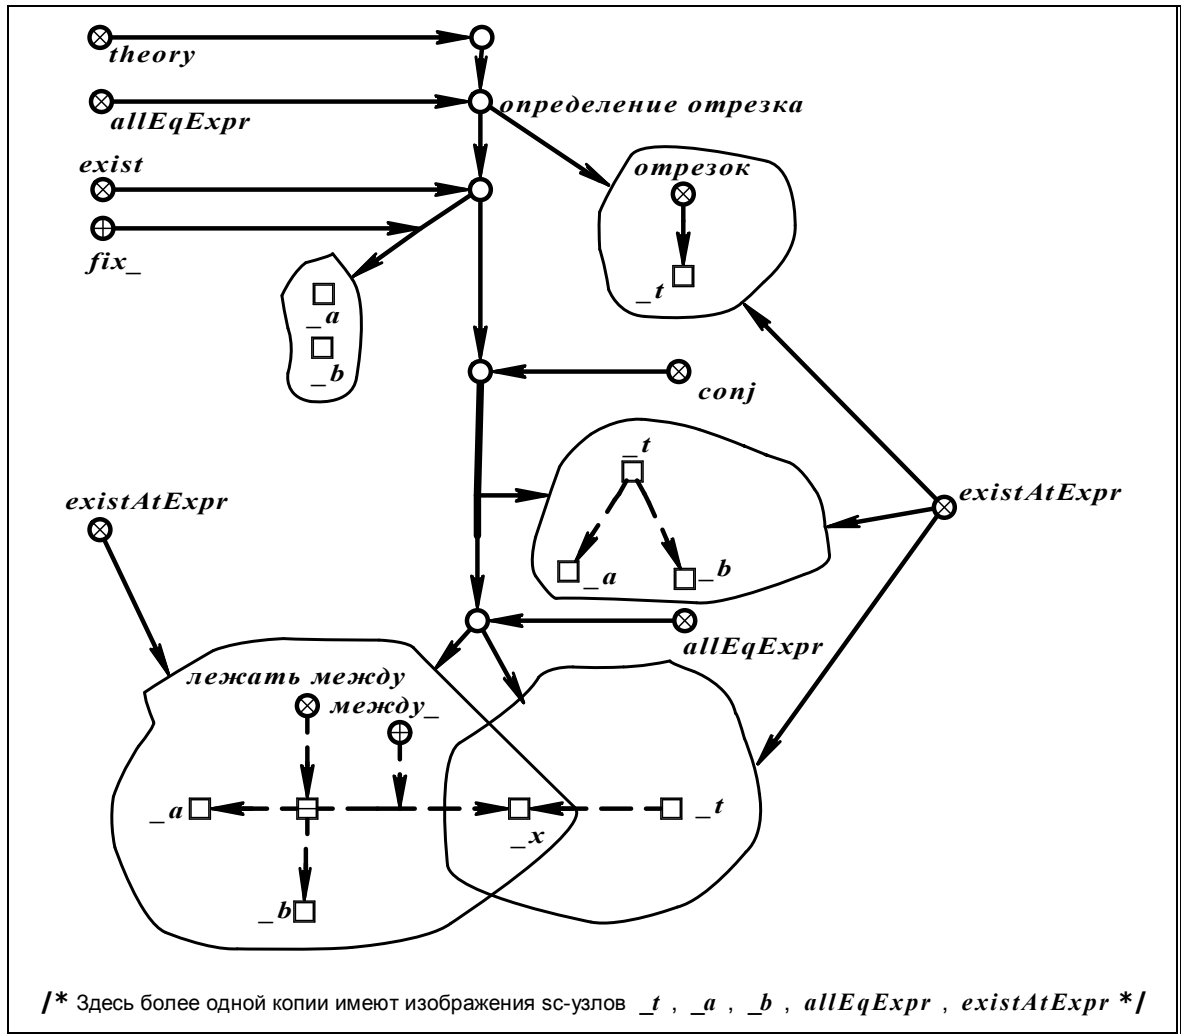 theory
определение отрезка
allEqExpr
exist
отрезок
fix_
_t
_a
_b
conj
_t
existAtExpr
existAtExpr
_a
_b
allEqExpr
лежать между
между_
_a
_t
_x
_b
/* Здесь более одной копии имеют изображения sc-узлов _t , _a , _b , allEqExpr , existAtExpr */